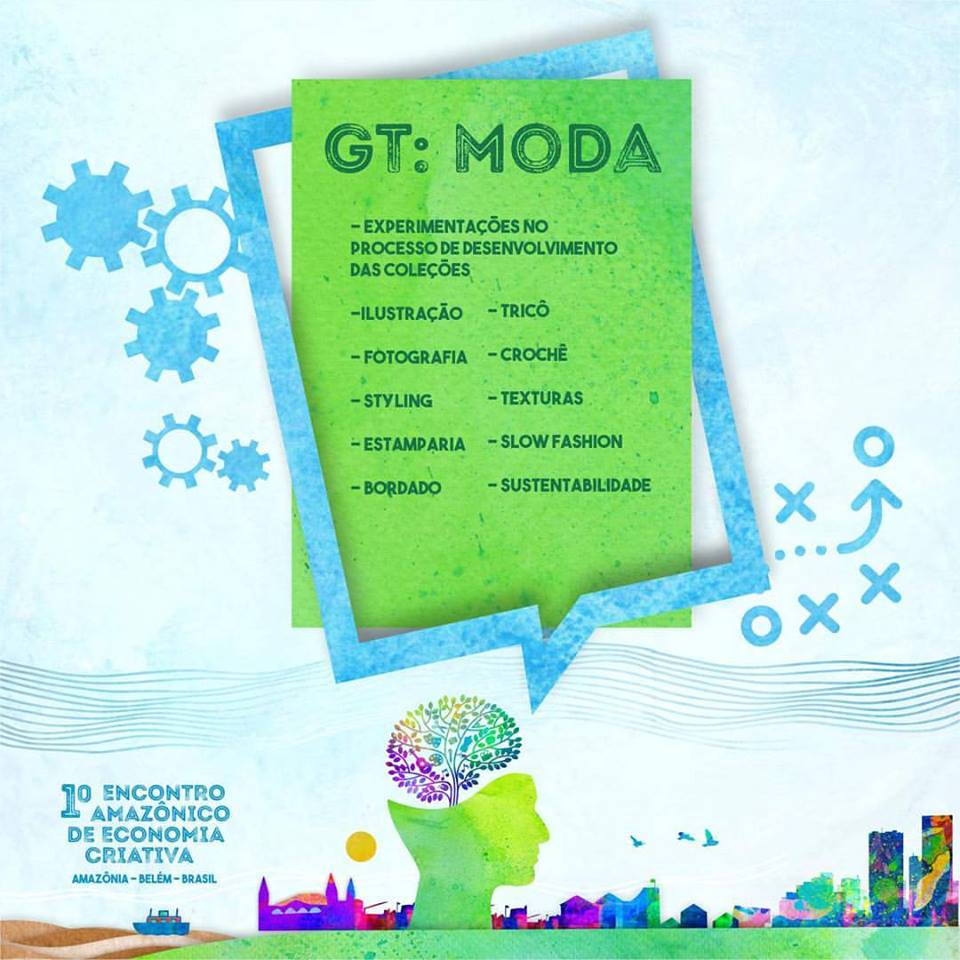 GT: MODA
- EXPERIMENTAÇÕES NO
PROCESSO DE DESENVOLVIMENTO
DAS COLEÇÕES
-ILUSTRAÇÃO
- FOTOGRAFIA
- STYLING
- ESTAMPARIA
- BORDADO
- TRICÔ
- CROCHÊ
- TEXTURAS
- SLOW FASHION
- SUSTENTABILIDADE
1º ENCONTRO
AMAZÔNICO
DE ECONOMIA
CRIATIVA
AMAZÔNIA - BELÉM - BRASIL